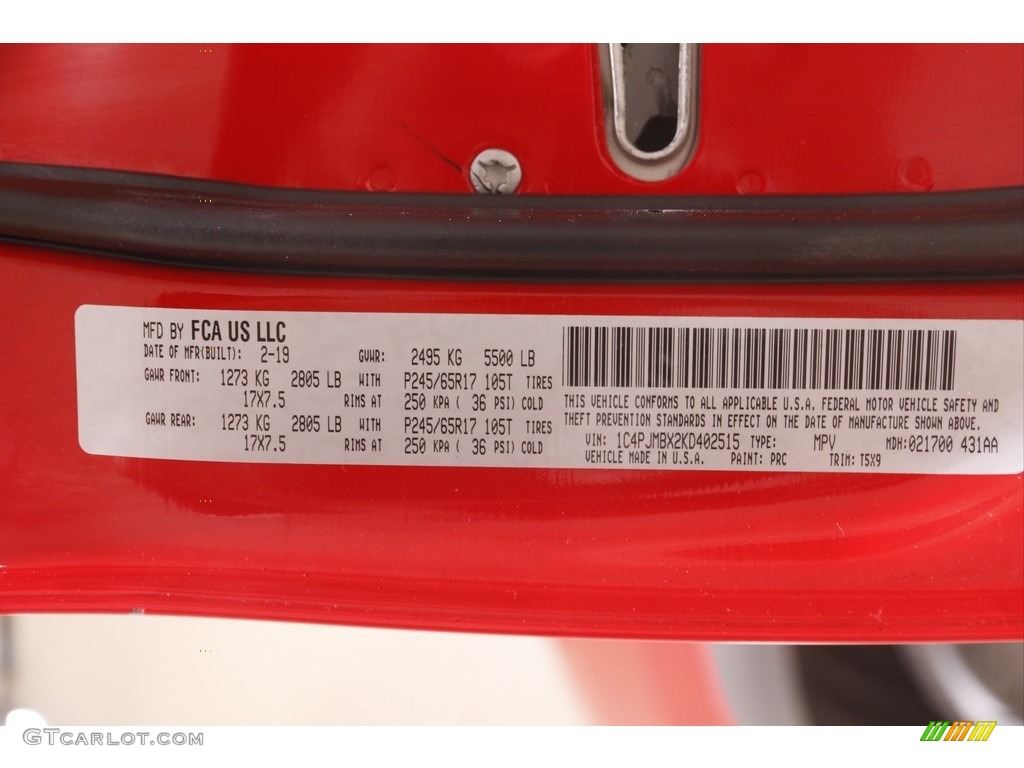 MFD BY FCA US LLC
DATE OF MFR(BUILT): 2-19 GVWR: 2495 KG 5500 LB
GAWR FRONT: 1273 KG 2805 LB WITH P245/65R17 105T TIRES
17X7.5 RIMS AT 250 KPA ( 36 PSI) COLD
GAWR REAR: 1273 KG 2805 LB WITH P245/65R17 105T TIRES
17X7.5 RIMS AT 250 KPA ( 36 PSI) COLD
THIS VEHICLE CONFORMS TO ALL APPLICABLE U.S.A. FEDERAL MOTOR VEHICLE SAFETY AND
THEFT PREVENTION STANDARDS IN EFFECT ON THE DATE OF MANUFACTURE SHOWN ABOVE.
VIN: 1C4PJMBX2KD402515 TYPE: MPV MDH:021700 431AA
VEHICLE MADE IN U.S.A. PAINT: PRC TRIM: T5X9
GTcarlot.com